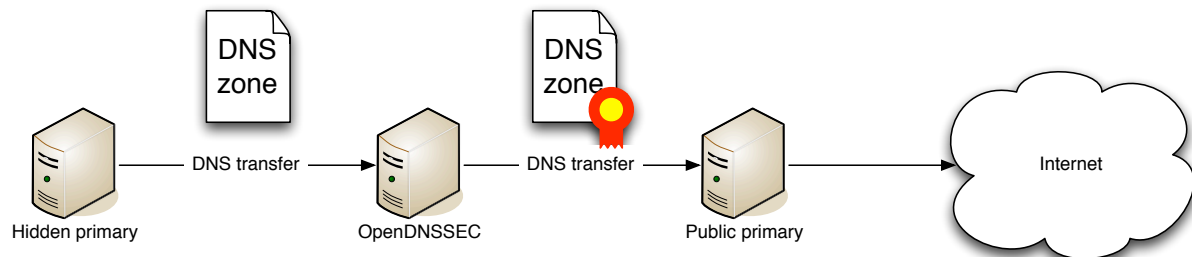 DNS
zone
DNS
zone
DNS transfer
DNS transfer
Internet
Hidden primary
OpenDNSSEC
Public primary